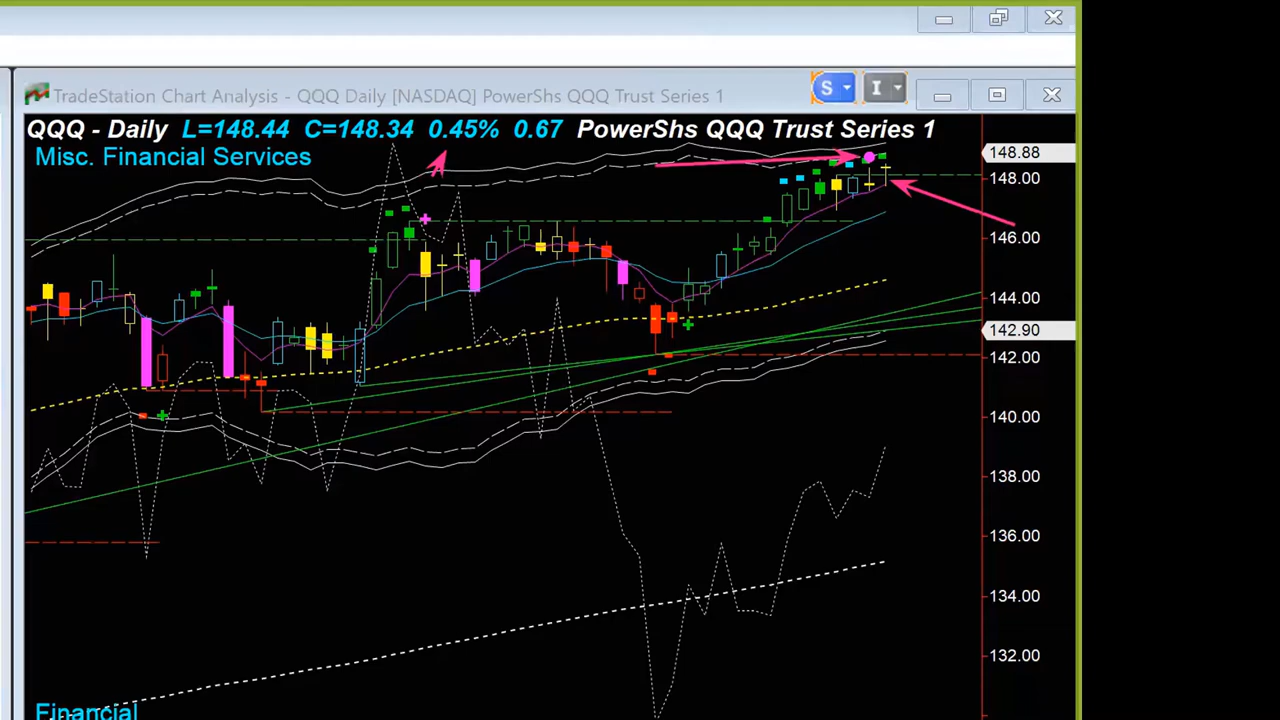 TradeStation Chart Analysis - QQQ Daily [NASDAQ] PowerShs QQQ Trust Series 1
S
I
QQQ - Daily L=148.44 C=148.34 0.45% 0.67 PowerShs QQQ Trust Series 1
Misc. Financial Services
148.88
148.00
146.00
144.00
142.90
142.00
140.00
138.00
136.00
134.00
132.00
Financial